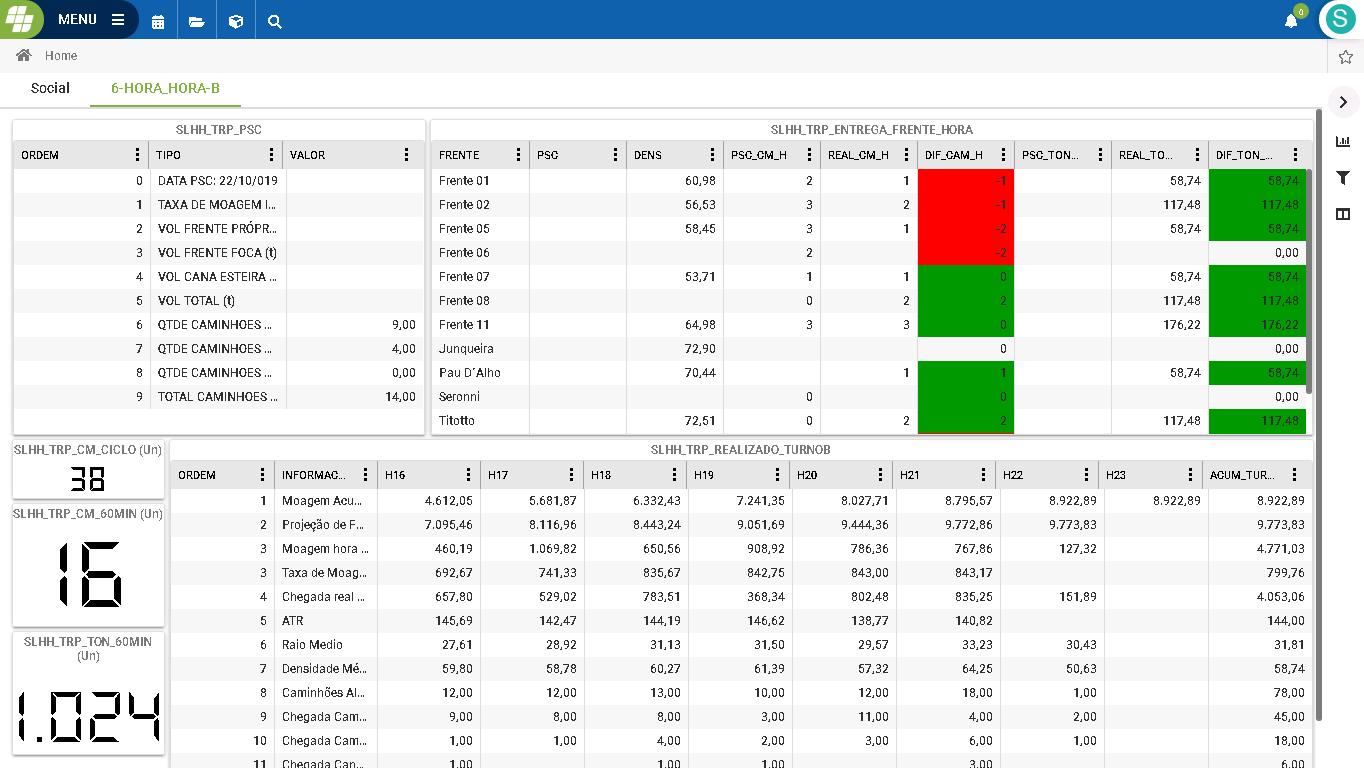 MENU
0
S
Home
Social 6-HORA_HORA-B
SLHH_TRP_PSC
ORDEM TIPO VALOR
0 DATA PSC: 22/10/019
1 TAXA DE MOAGEM I...
2 VOL FRENTE PRÓPR...
3 VOL FRENTE FOCA (t)
4 VOL CANA ESTEIRA ...
5 VOL TOTAL (t)
6 QTDE CAMINHOES ... 9,00
7 QTDE CAMINHOES ... 4,00
8 QTDE CAMINHOES ... 0,00
9 TOTAL CAMINHOES ... 14,00
SLHH_TRP_ENTREGA_FRENTE_HORA
FRENTE PSC DENS PSC_CM_H REAL_CM_H DIF_CAM_H PSC_TON... REAL_TO... DIF_TON_...
Frente 01 60,98 2 1 -1 58,74 58,74
Frente 02 56,53 3 2 -1 117,48 117,48
Frente 05 58,45 3 1 -2 58,74 58,74
Frente 06 2 -2 0,00
Frente 07 53,71 1 1 0 58,74 58,74
Frente 08 0 2 2 117,48 117,48
Frente 11 64,98 3 3 0 176,22 176,22
Junqueira 72,90 0 0,00
Pau D´Alho 70,44 1 1 58,74 58,74
Seronni 0 0 0,00
Titotto 72,51 0 2 2 117,48 117,48
SLHH_TRP_CM_CICLO (Un)
38
SLHH_TRP_CM_60MIN (Un)
16
SLHH_TRP_TON_60MIN
(Un)
1.024
SLHH_TRP_REALIZADO_TURNOB
ORDEM INFORMAC... H16 H17 H18 H19 H20 H21 H22 H23 ACUM_TUR...
1 Moagem Acu... 4.612,05 5.681,87 6.332,43 7.241,35 8.027,71 8.795,57 8.922,89 8.922,89 8.922,89
2 Projeção de F... 7.095,46 8.116,96 8.443,24 9.051,69 9.444,36 9.772,86 9.773,83 9.773,83
3 Moagem hora ... 460,19 1.069,82 650,56 908,92 786,36 767,86 127,32 4.771,03
3 Taxa de Moag... 692,67 741,33 835,67 842,75 843,00 843,17 799,76
4 Chegada real ... 657,80 529,02 783,51 368,34 802,48 835,25 151,89 4.053,06
5 ATR 145,69 142,47 144,19 146,62 138,77 140,82 144,00
6 Raio Medio 27,61 28,92 31,13 31,50 29,57 33,23 30,43 31,81
7 Densidade Mé... 59,80 58,78 60,27 61,39 57,32 64,25 50,63 58,74
8 Caminhões Al... 12,00 12,00 13,00 10,00 12,00 18,00 1,00 78,00
9 Chegada Cam... 9,00 8,00 8,00 3,00 11,00 4,00 2,00 45,00
10 Chegada Cam... 1,00 1,00 4,00 2,00 3,00 6,00 1,00 18,00
11 Chegada Can... 1,00 1,00 1,00 3,00 6,00